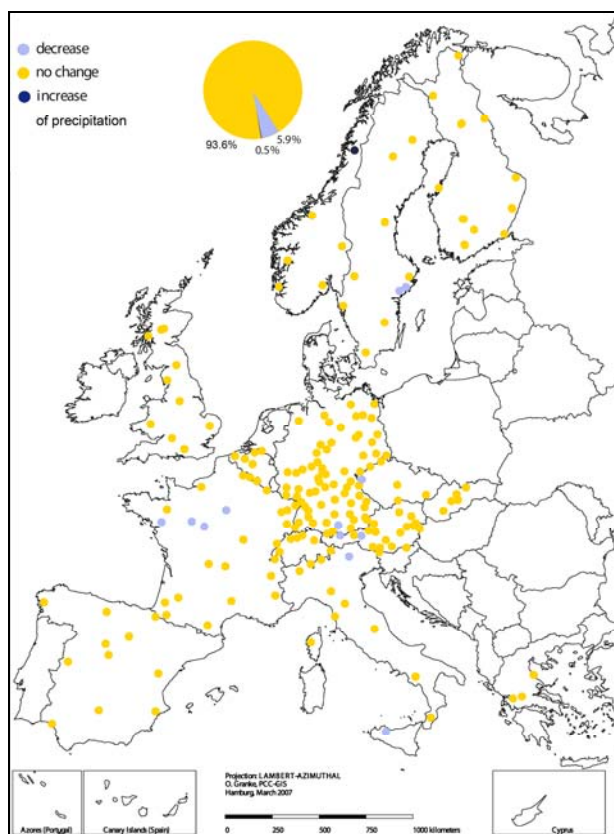 decrease
no change
increase
of precipitation
93.6%
0.5%
5.9%
Projection: LAMBERT-AZIMUTHAL
O. Granke, PCC-GIS
Hamburg, March 2007
0 250 500 750 1000 kilometers
Azores (Portugal)
Canary Islands (Spain)
Cyprus